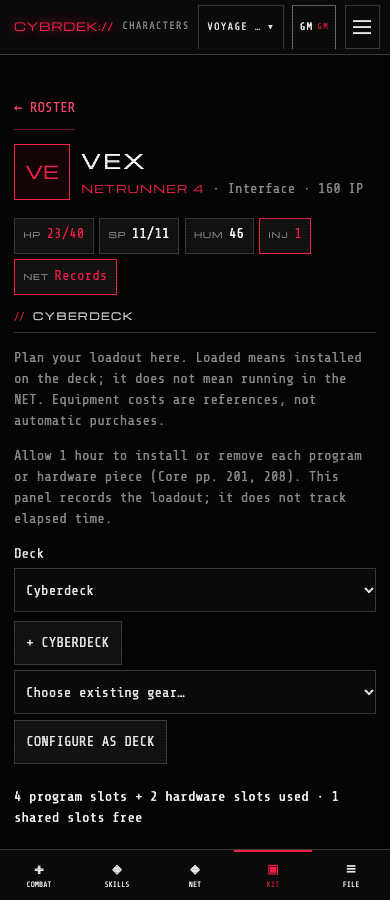 CYBRDEK://
CHARACTERS
VOYAGE … ▾
GM GM
← ROSTER
VE
VEX
NETRUNNER 4 · Interface · 160 IP
HP 23/40
SP 11/11
HUM 46
INJ 1
NET Records
// CYBERDECK
Plan your loadout here. Loaded means installed
on the deck; it does not mean running in the
NET. Equipment costs are references, not
automatic purchases.
Allow 1 hour to install or remove each program
or hardware piece (Core pp. 201, 208). This
panel records the loadout; it does not track
elapsed time.
Deck
Cyberdeck
+ CYBERDECK
Choose existing gear…
CONFIGURE AS DECK
4 program slots + 2 hardware slots used · 1
shared slots free
COMBAT
SKILLS
NET
KIT
FILE